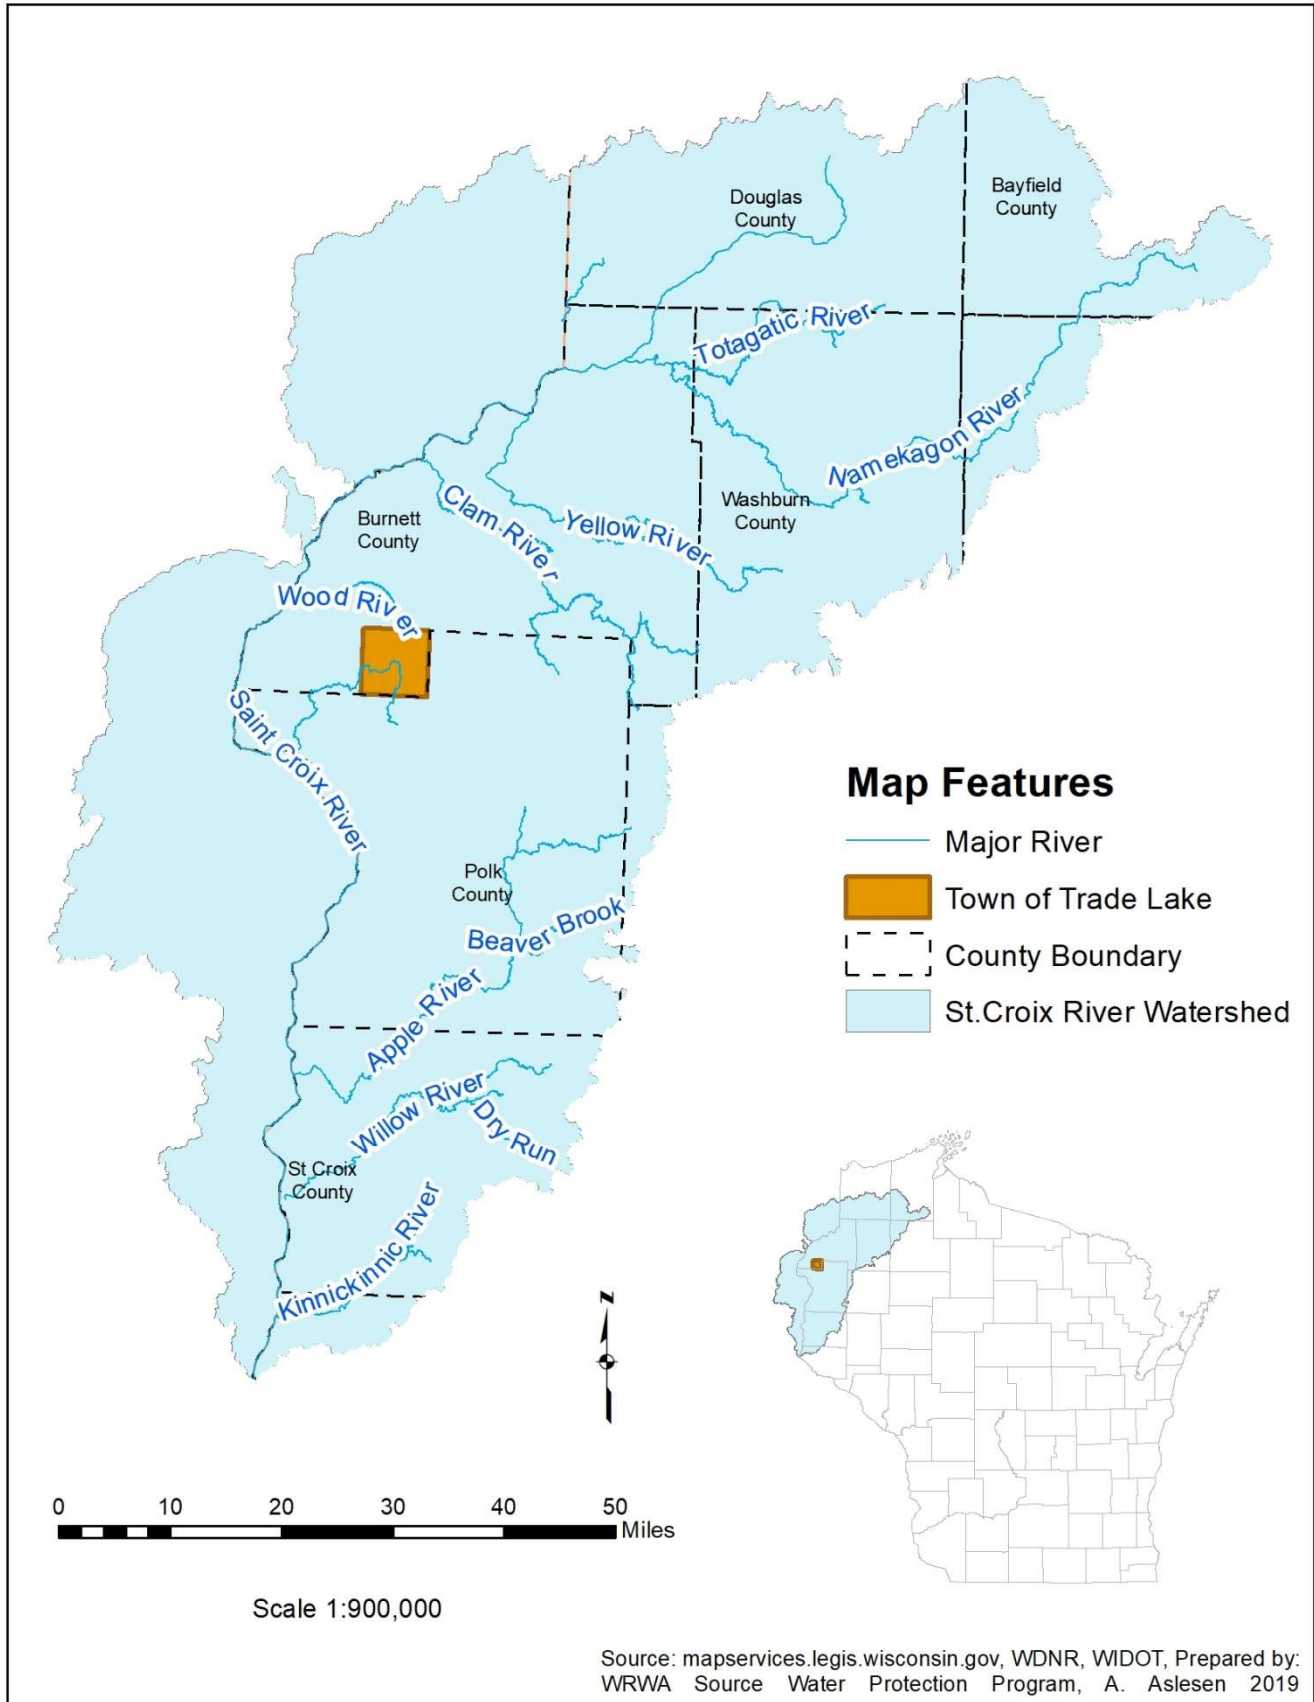 Douglas
County
Bayfield
County
Totagatic River
Namekagon River
Washburn
County
Yellow River
Clam River
Burnett
County
Wood River
Saint Croix River
Polk
County
Beaver Brook
Apple River
Willow River
Dry Run
St Croix
County
Kinnickinnic River
Map Features
Major River
Town of Trade Lake
County Boundary
St.Croix River Watershed
N
0 10 20 30 40 50
Miles
Scale 1:900,000
Source: mapservices.legis.wisconsin.gov, WDNR, WIDOT, Prepared by:
WRWA Source Water Protection Program, A. Aslesen 2019